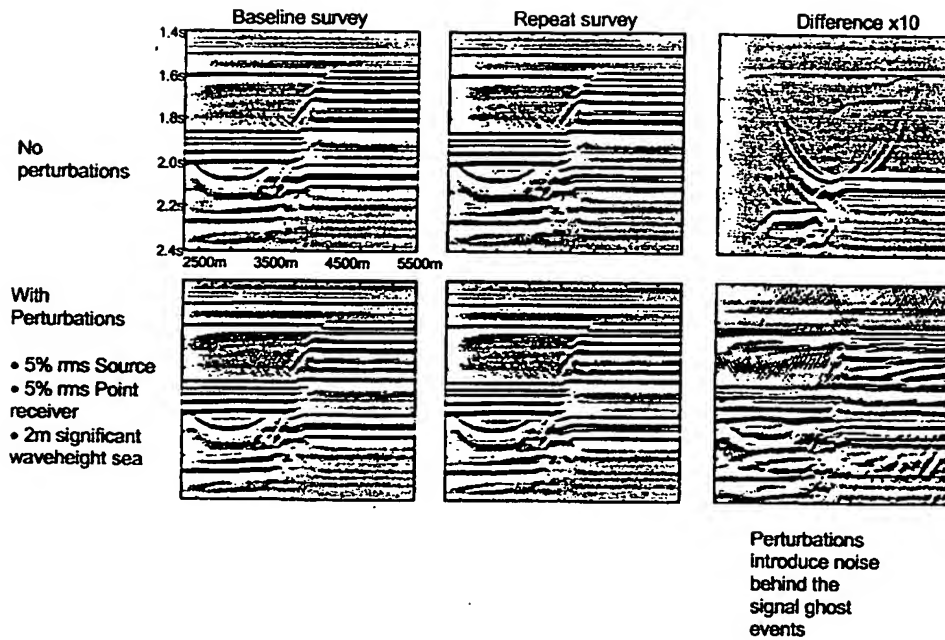 Baseline survey
Repeat survey
Difference x10
1.4s
1.6s
1.8s
2.0s
2.2s
2.4s
No
perturbations
2500m 3500m 4500m 5500m
With
Perturbations
• 5% rms Source
• 5% rms Point
receiver
• 2m significant
waveheight sea
Perturbations
introduce noise
behind the
signal ghost
events